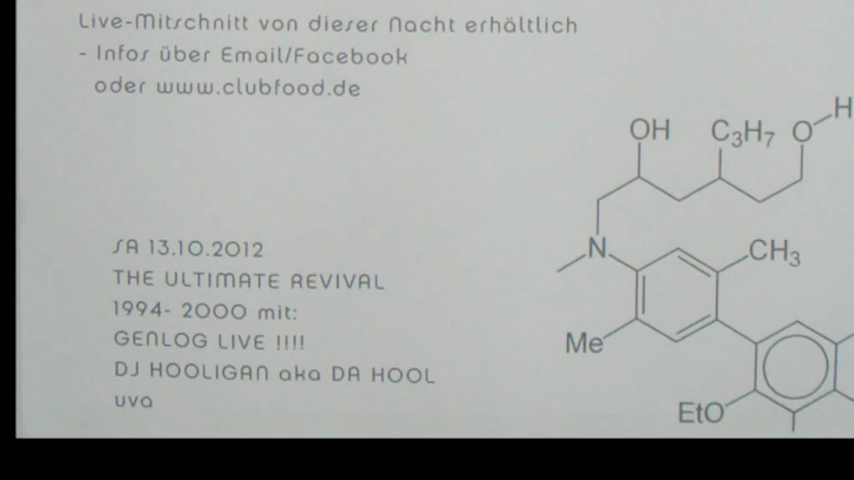 Live-Mitschnitt von dieser Nacht erhältlich
- Infos über Email/Facebook
oder www.clubfood.de
OH
C₃H₇
O
H
SA 13.10.2012
THE ULTIMATE REVIVAL
1994- 2000 mit:
GENLOG LIVE !!!!
DJ HOOLIGAN aka DA HOOL
uva
N
CH₃
Me
EtO